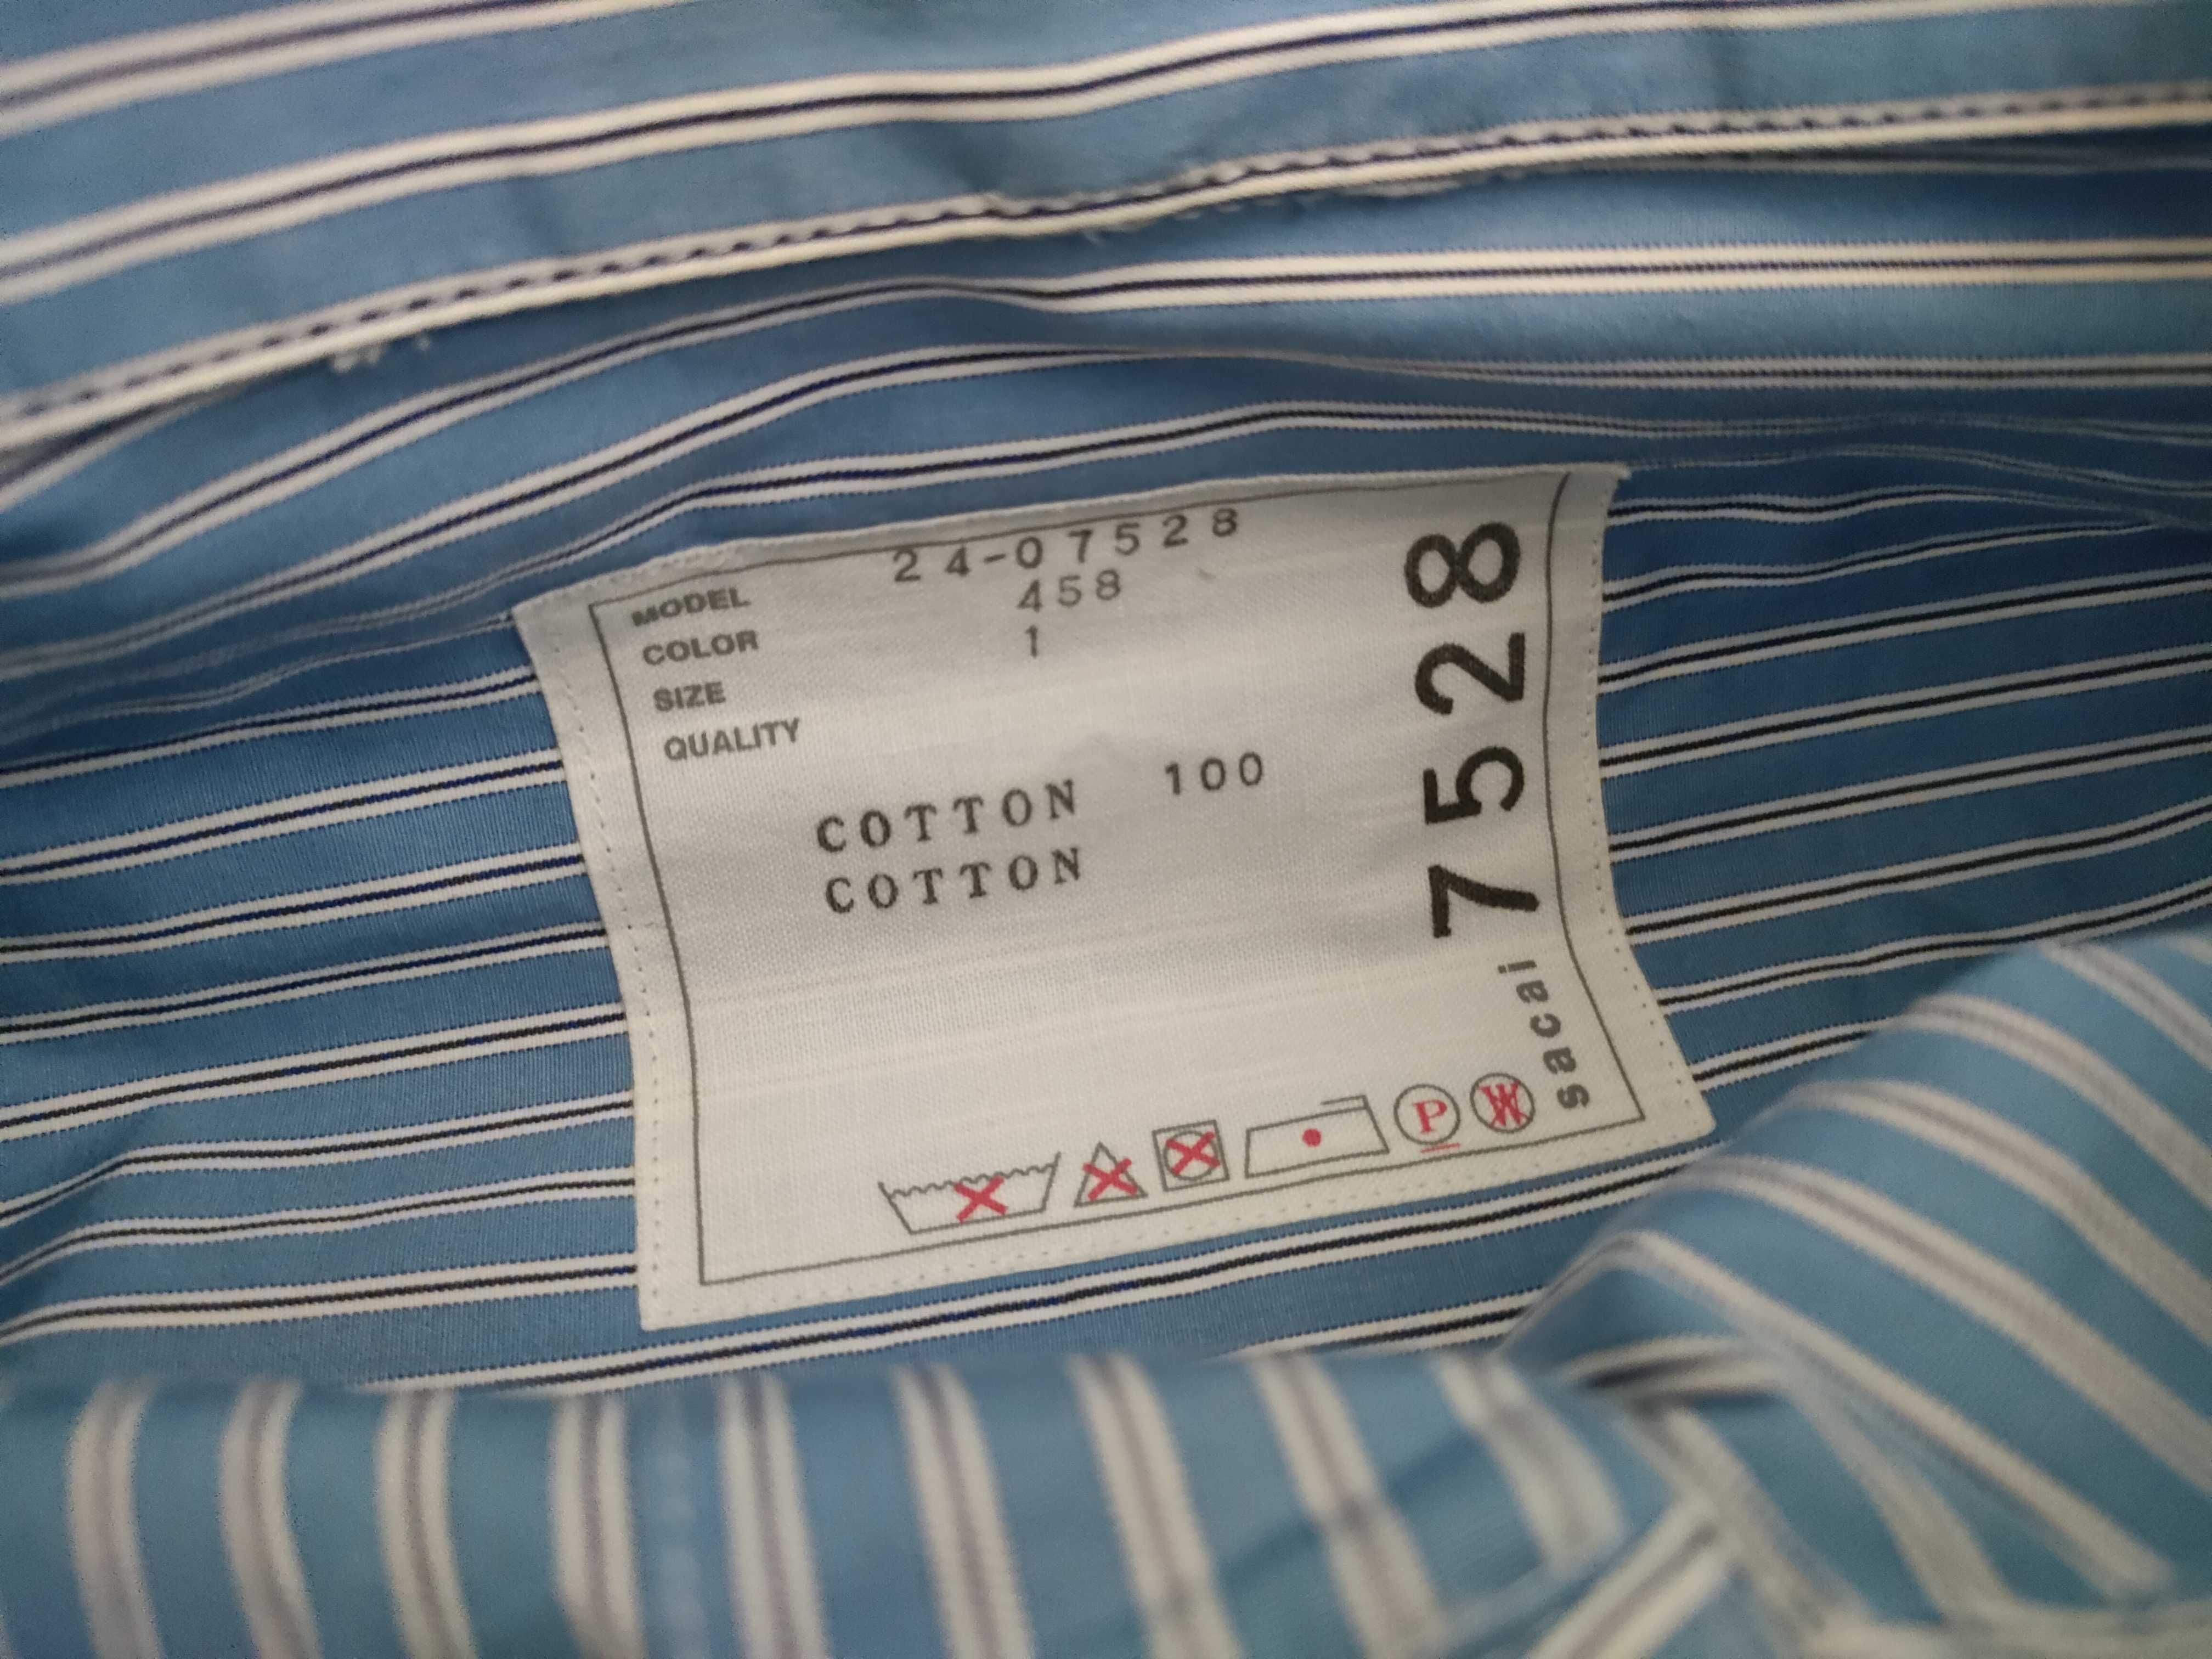 MODEL 24-07528
COLOR 458
SIZE 1
QUALITY
COTTON 100
COTTON
7528
sacai
P
W